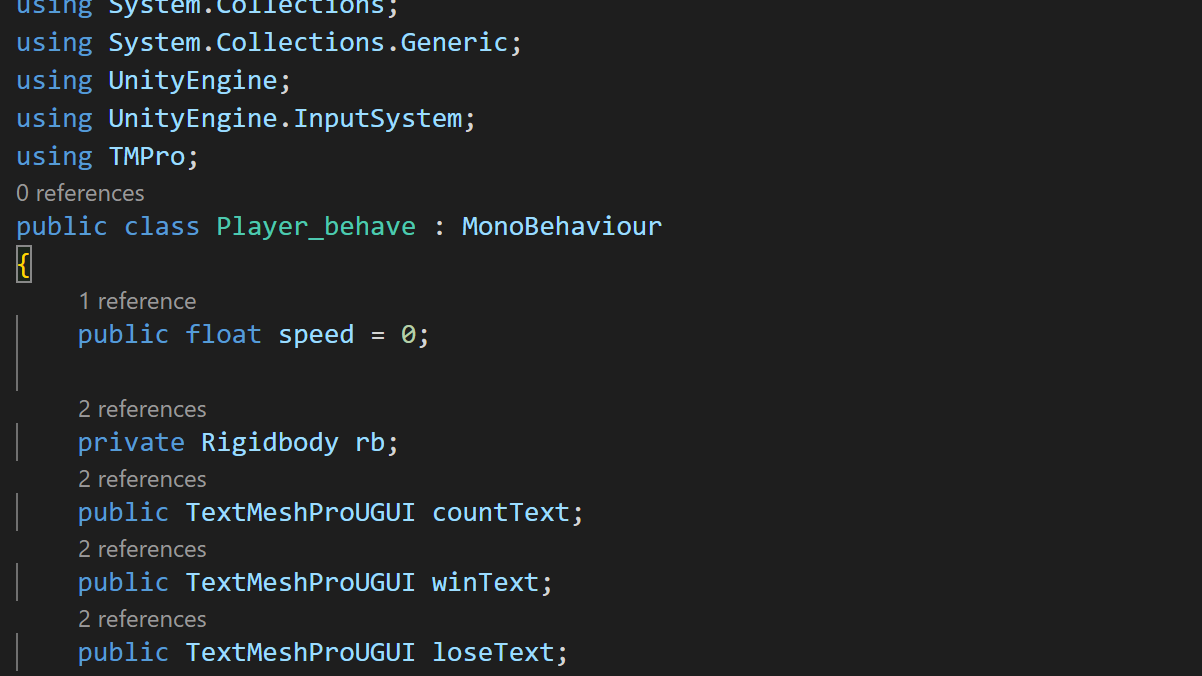 using System.Collections;
using System.Collections.Generic;
using UnityEngine;
using UnityEngine.InputSystem;
using TMPro;
0 references
public class Player_behave : MonoBehaviour
{
1 reference
public float speed = 0;
2 references
private Rigidbody rb;
2 references
public TextMeshProUGUI countText;
2 references
public TextMeshProUGUI winText;
2 references
public TextMeshProUGUI loseText;